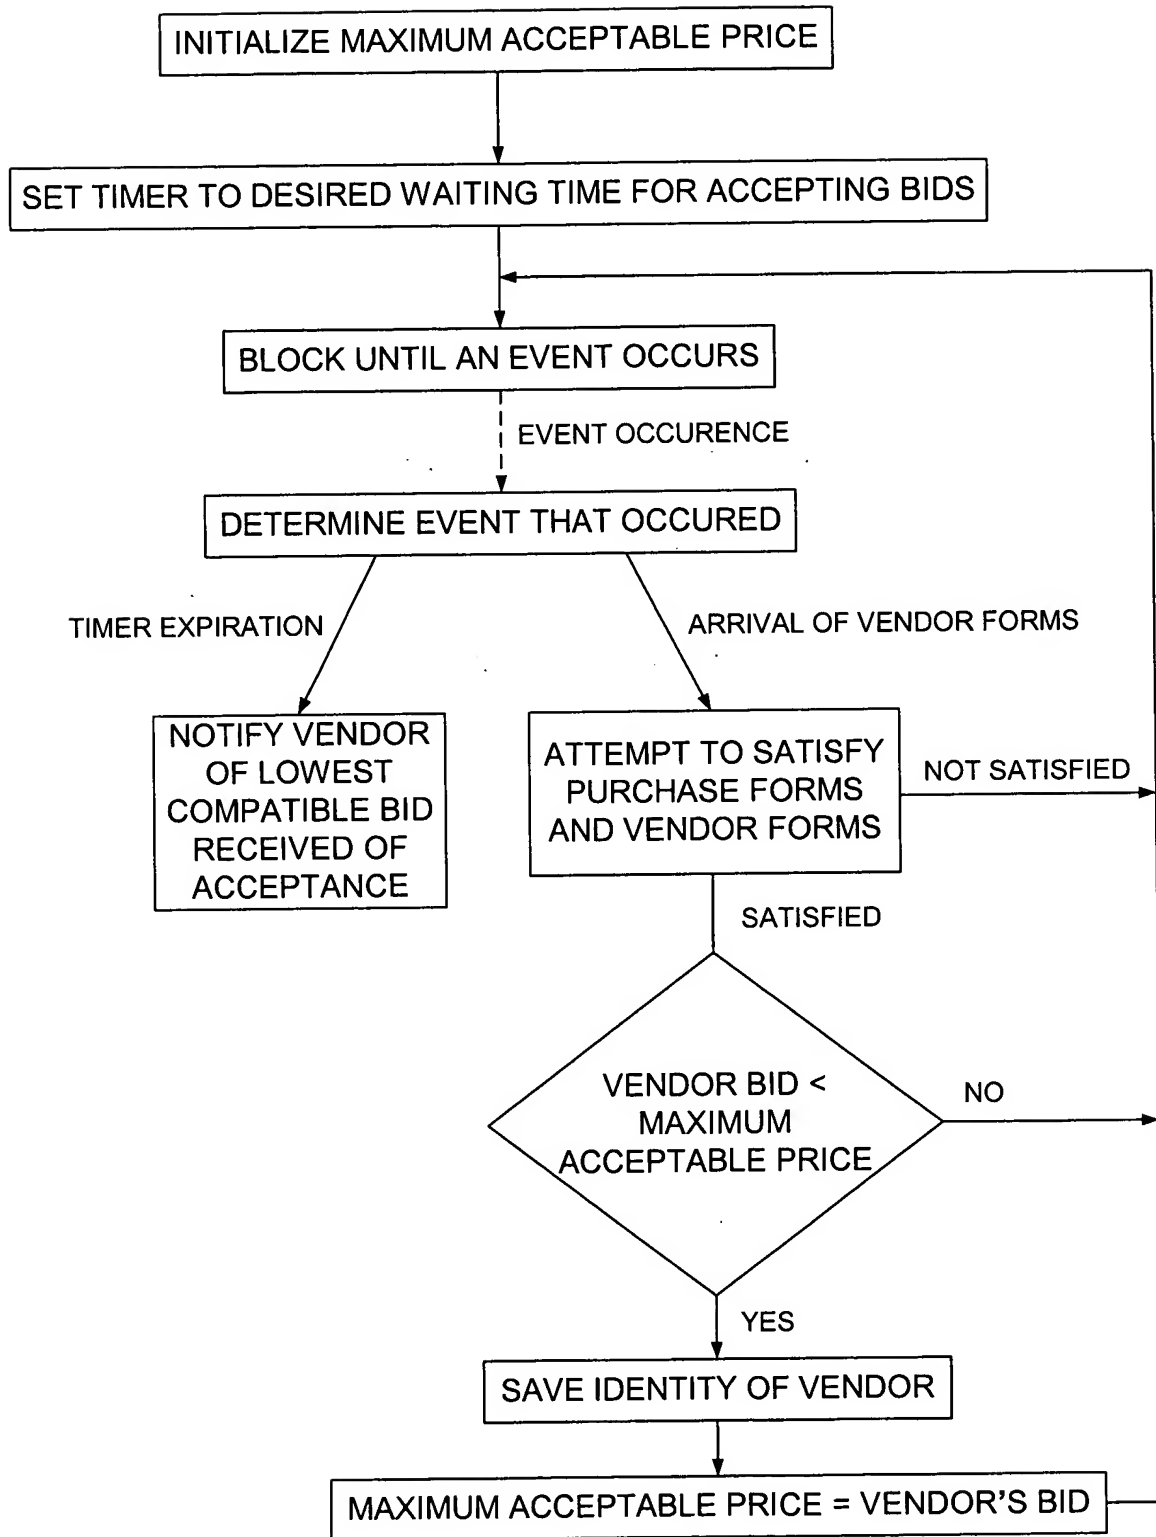 INITIALIZE MAXIMUM ACCEPTABLE PRICE
SET TIMER TO DESIRED WAITING TIME FOR ACCEPTING BIDS
BLOCK UNTIL AN EVENT OCCURS
EVENT OCCURENCE
DETERMINE EVENT THAT OCCURED
TIMER EXPIRATION
ARRIVAL OF VENDOR FORMS
NOTIFY VENDOR
OF LOWEST
COMPATIBLE BID
RECEIVED OF
ACCEPTANCE
ATTEMPT TO SATISFY
PURCHASE FORMS
AND VENDOR FORMS
NOT SATISFIED
SATISFIED
VENDOR BID <
MAXIMUM
ACCEPTABLE PRICE
NO
YES
SAVE IDENTITY OF VENDOR
MAXIMUM ACCEPTABLE PRICE = VENDOR'S BID